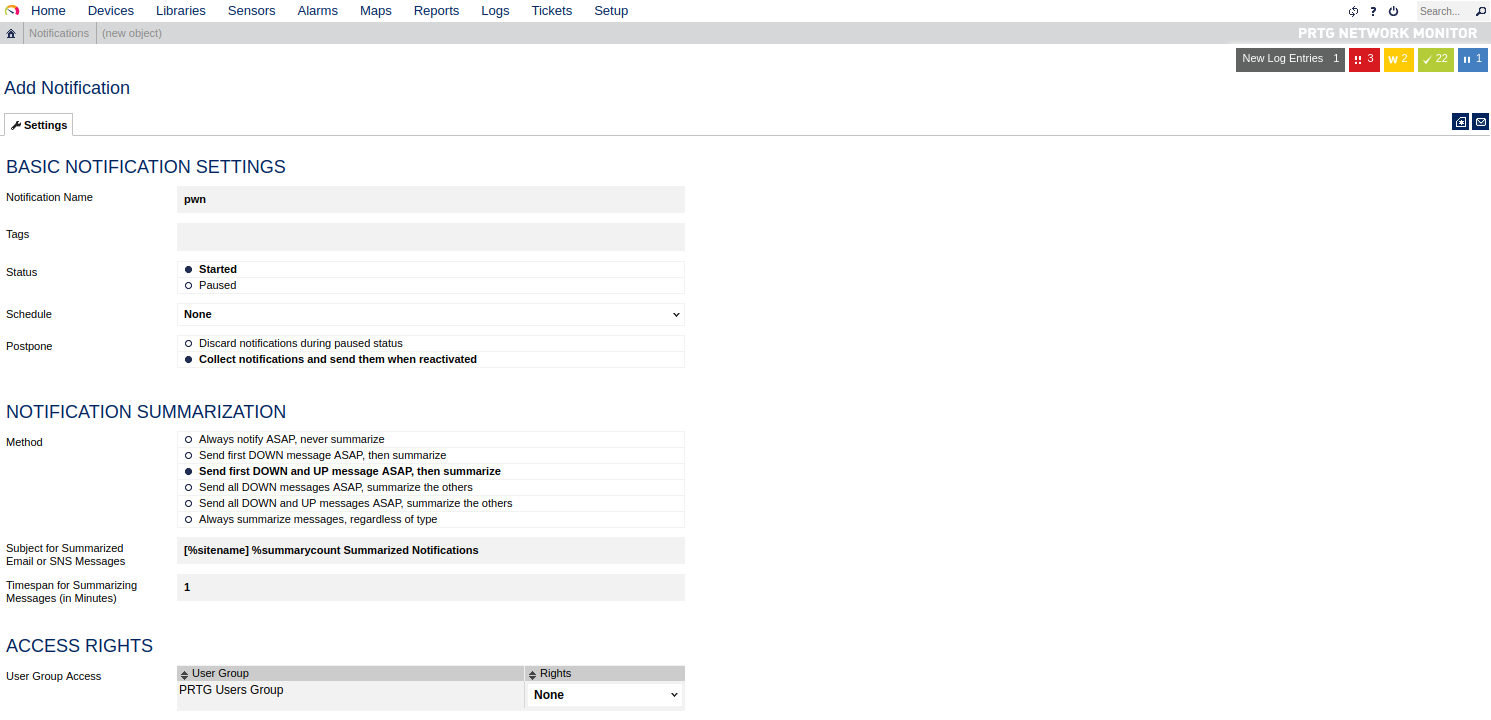 Home Devices Libraries Sensors Alarms Maps Reports Logs Tickets Setup ? Search...
Notifications (new object) PRTG NETWORK MONITOR
New Log Entries 1 !! 3 W 2 22 1
Add Notification
Settings
BASIC NOTIFICATION SETTINGS
Notification Name pwn
Tags
Status Started
Paused
Schedule None
Postpone Discard notifications during paused status
Collect notifications and send them when reactivated
NOTIFICATION SUMMARIZATION
Method Always notify ASAP, never summarize
Send first DOWN message ASAP, then summarize
Send first DOWN and UP message ASAP, then summarize
Send all DOWN messages ASAP, summarize the others
Send all DOWN and UP messages ASAP, summarize the others
Always summarize messages, regardless of type
Subject for Summarized
Email or SNS Messages [%sitename] %summarycount Summarized Notifications
Timespan for Summarizing
Messages (in Minutes) 1
ACCESS RIGHTS
User Group Access User Group Rights
PRTG Users Group None